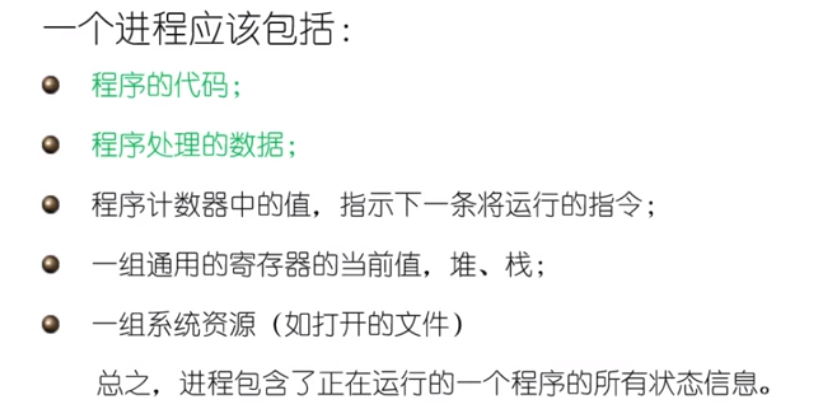 一个进程应该包括：
程序的代码；
程序处理的数据；
程序计数器中的值，指示下一条将运行的指令；
一组通用的寄存器的当前值，堆、栈；
一组系统资源（如打开的文件）
总之，进程包含了正在运行的一个程序的所有状态信息。